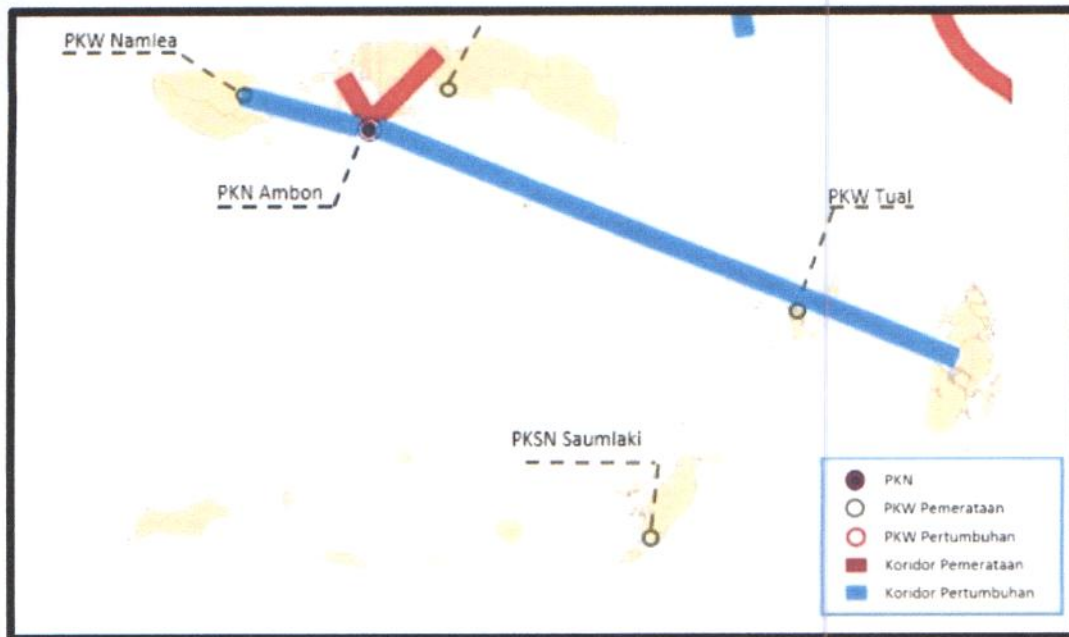 PKW Namlea
PKN Ambon
PKW Tual
PKSN Saumlaki
PKN
PKW Pemerataan
PKW Pertumbuhan
Koridor Pemerataan
Koridor Pertumbuhan